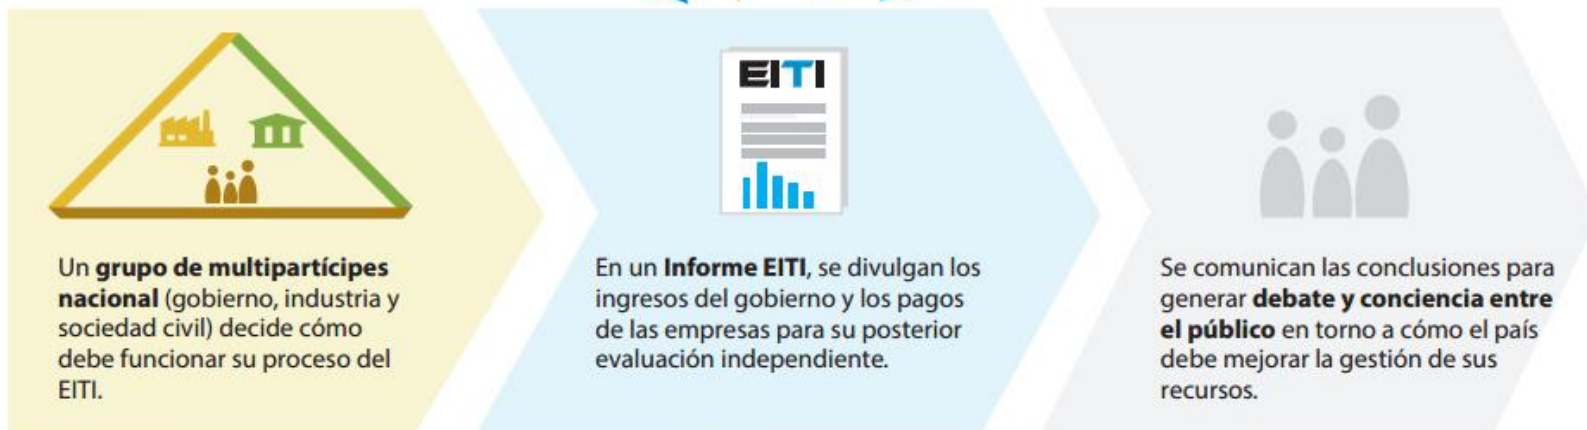 Un grupo de multipartícipes
nacional (gobierno, industria y
sociedad civil) decide cómo
debe funcionar su proceso del
EITI.
EITI
En un Informe EITI, se divulgan los
ingresos del gobierno y los pagos
de las empresas para su posterior
evaluación independiente.
Se comunican las conclusiones para
generar debate y conciencia entre
el público en torno a cómo el país
debe mejorar la gestión de sus
recursos.